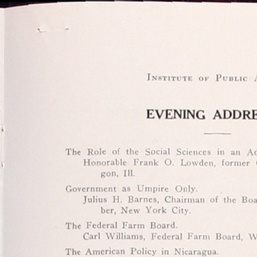 Institute of Public A
EVENING ADDRE
The Role of the Social Sciences in an Ac
Honorable Frank O. Lowden, former
gon, Ill.
Government as Umpire Only.
Julius H. Barnes, Chairman of the Boa
ber, New York City.
The Federal Farm Board.
Carl Williams, Federal Farm Board, W
The American Policy in Nicaragua.